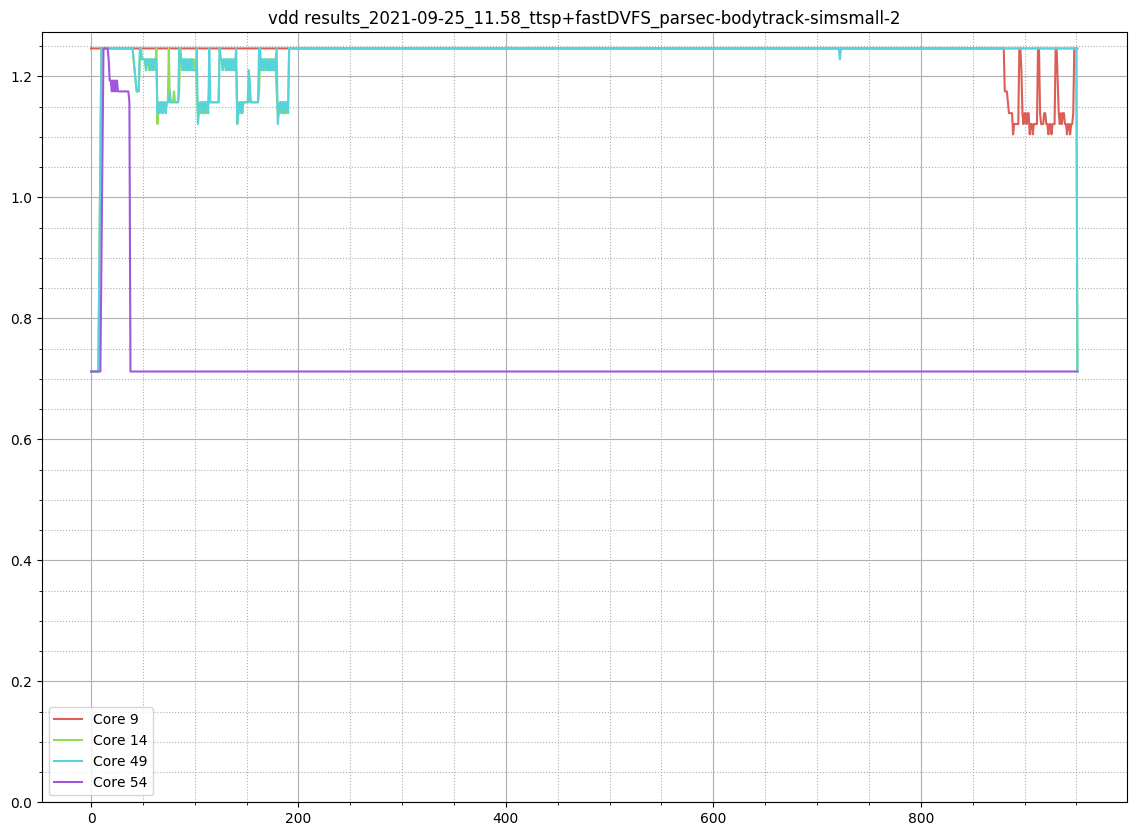 vdd results_2021-09-25_11.58_ttsp+fastDVFS_parsec-bodytrack-simsmall-2
1.2
1.0
0.8
0.6
0.4
0.2
0.0
Core 9
Core 14
Core 49
Core 54
0 200 400 600 800